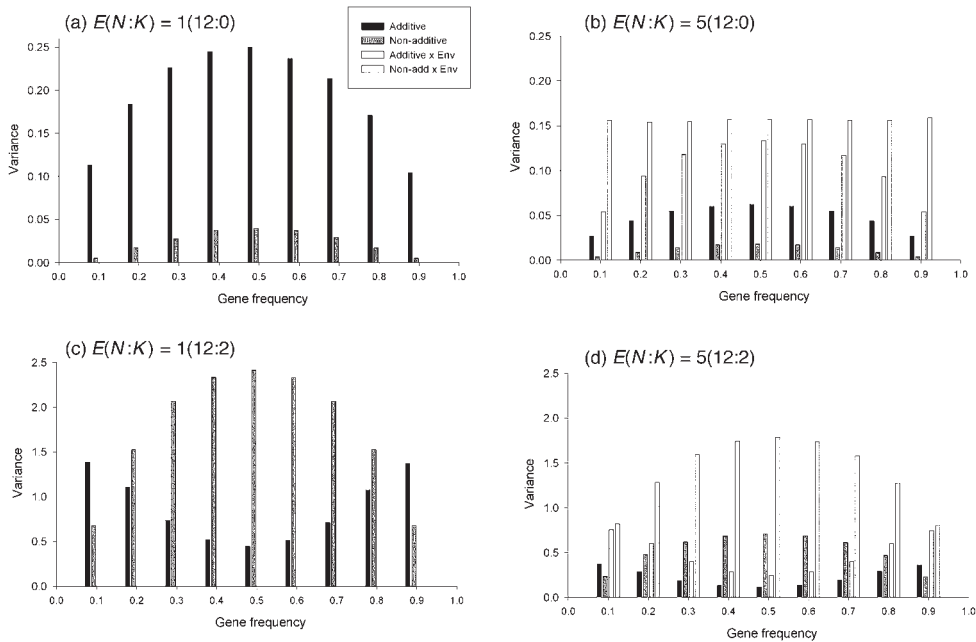 (a) E(N:K) = 1(12:0)
Additive
Non-additive
Additive x Env
Non-add x Env
0.25
0.20
0.15
0.10
0.05
0.00
Variance
0.0 0.1 0.2 0.3 0.4 0.5 0.6 0.7 0.8 0.9 1.0
Gene frequency
(b) E(N:K) = 5(12:0)
0.25
0.20
0.15
0.10
0.05
0.00
Variance
0.0 0.1 0.2 0.3 0.4 0.5 0.6 0.7 0.8 0.9 1.0
Gene frequency
(c) E(N:K) = 1(12:2)
2.5
2.0
1.5
1.0
0.5
0.0
Variance
0.0 0.1 0.2 0.3 0.4 0.5 0.6 0.7 0.8 0.9 1.0
Gene frequency
(d) E(N:K) = 5(12:2)
2.5
2.0
1.5
1.0
0.5
0.0
Variance
0.0 0.1 0.2 0.3 0.4 0.5 0.6 0.7 0.8 0.9 1.0
Gene frequency